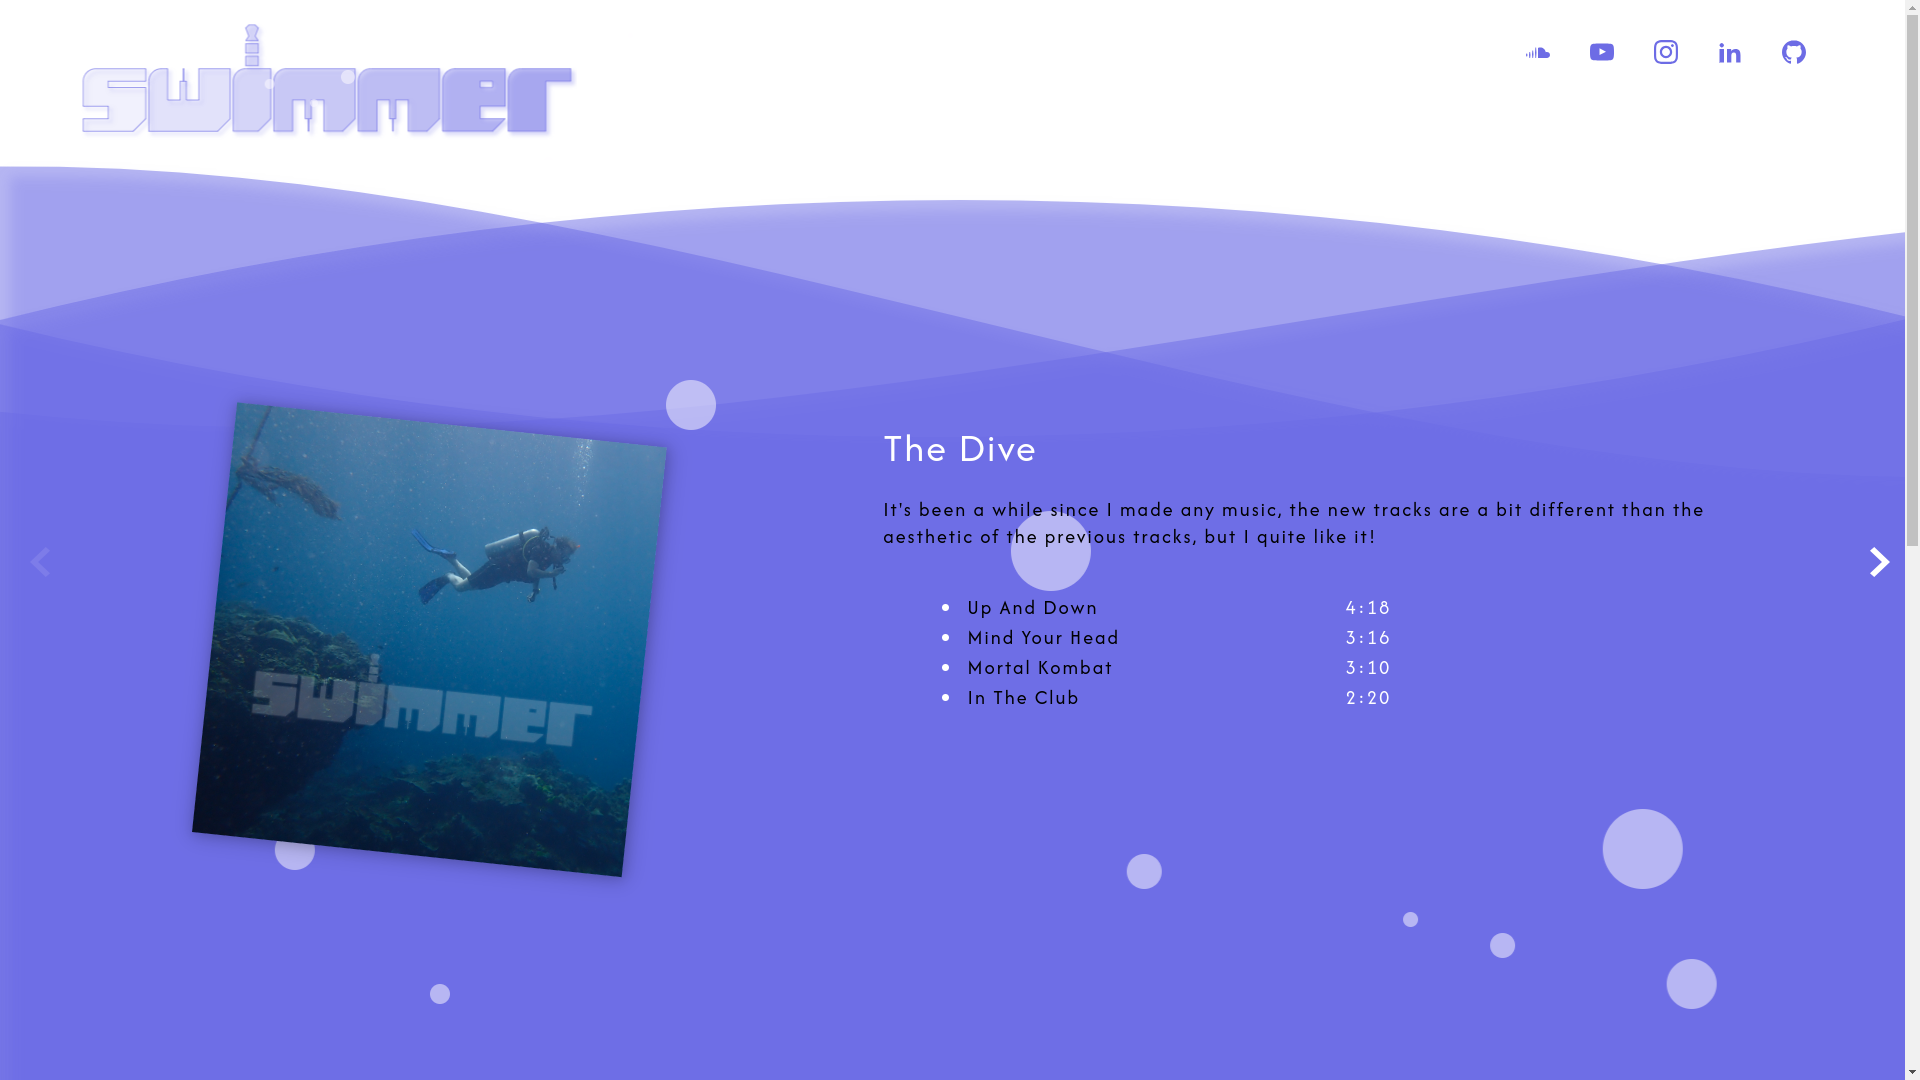 swimmer
The Dive
It's been a while since I made any music, the new tracks are a bit different than the
aesthetic of the previous tracks, but I quite like it!
Up And Down 4:18
Mind Your Head 3:16
Mortal Kombat 3:10
In The Club 2:20
swimmer